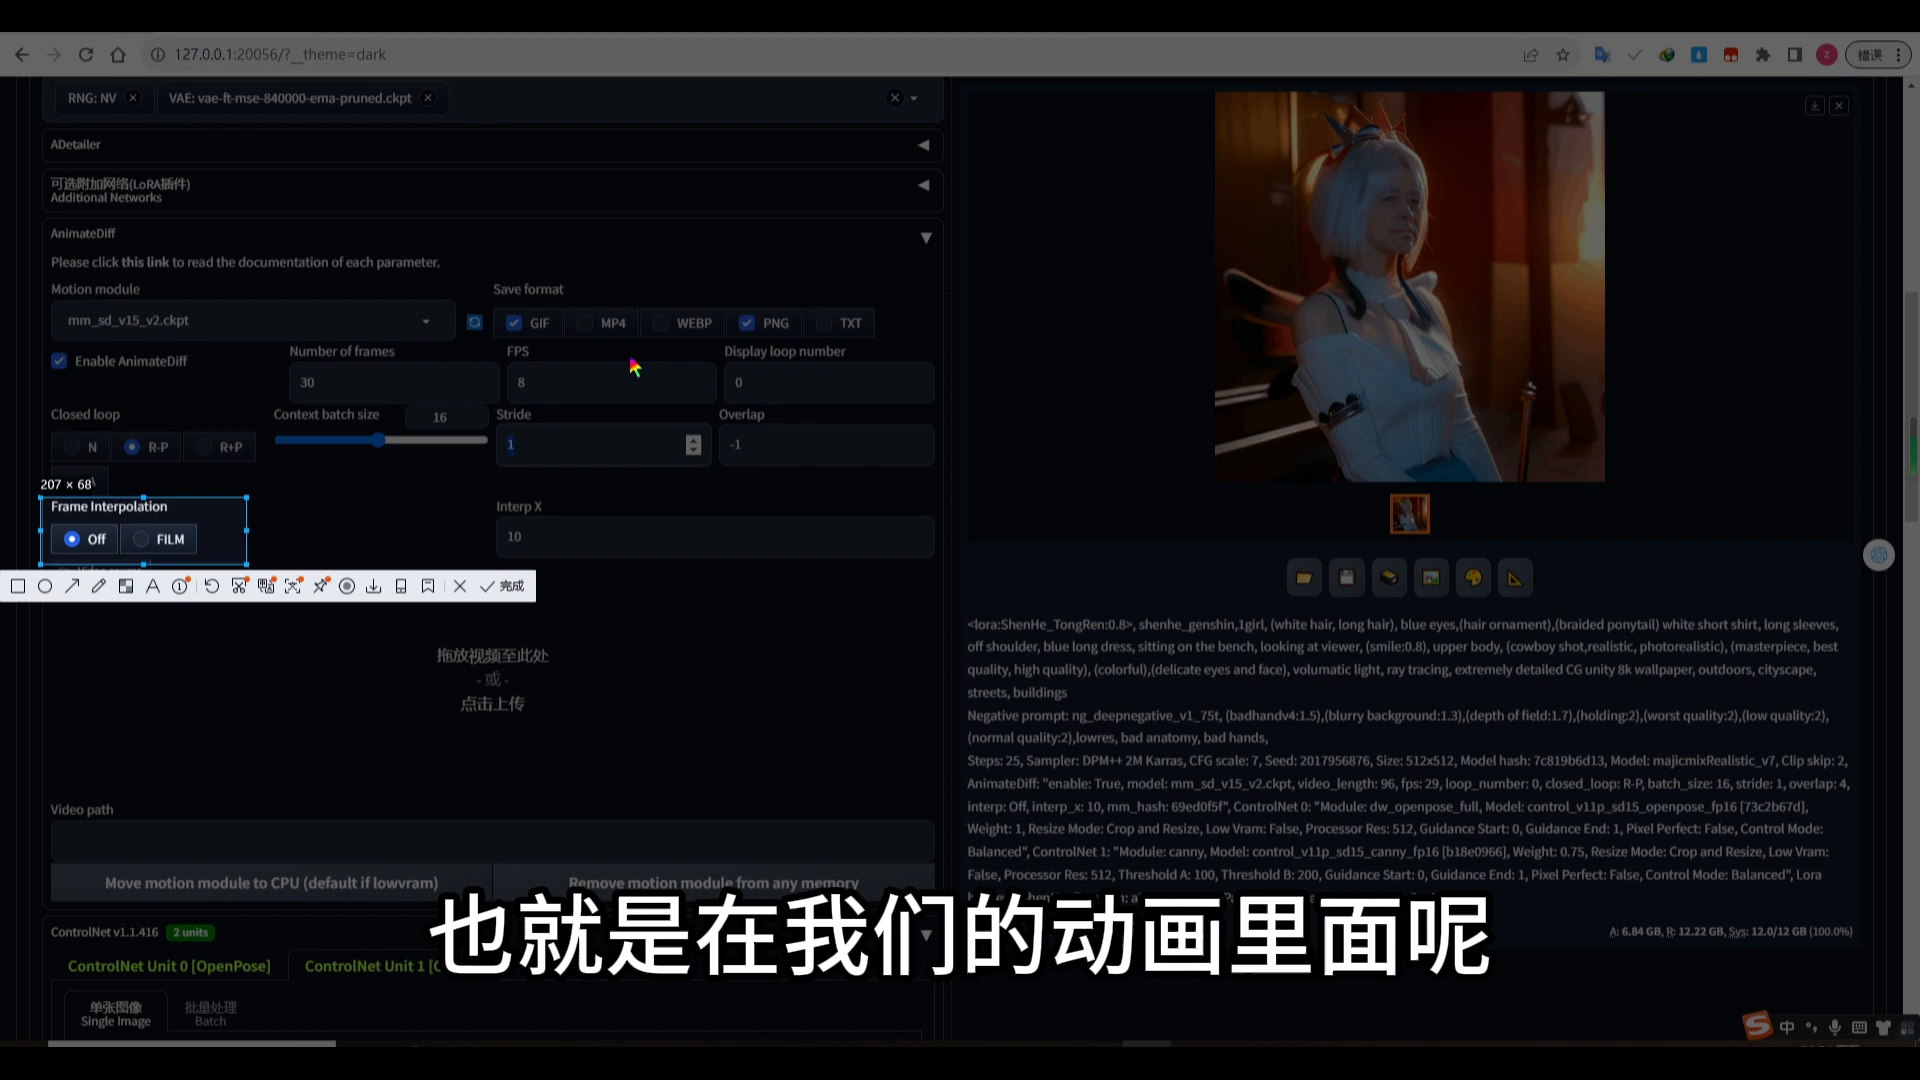 127.0.0.1:20056/?__theme=dark
错误
RNG: NV
VAE: vae-ft-mse-840000-ema-pruned.ckpt
ADetailer
可选附加网络(LoRA插件)
Additional Networks
AnimateDiff
Please click this link to read the documentation of each parameter.
Motion module
Save format
mm_sd_v15_v2.ckpt
GIF
MP4
WEBP
PNG
TXT
Enable AnimateDiff
Number of frames
FPS
Display loop number
30
8
0
Closed loop
Context batch size
16
Stride
Overlap
N
R-P
R+P
1
-1
207 × 68
Frame Interpolation
Interp X
Off
FILM
10
完成
拖放视频至此处
- 或 -
点击上传
Video path
Move motion module to CPU (default if lowvram)
Remove motion module from any memory
ControlNet v1.1.416
2 units
ControlNet Unit 0 [OpenPose]
ControlNet Unit 1 [C
单张图像
Single Image
批量处理
Batch
<lora:ShenHe_TongRen:0.8>, shenhe_genshin,1girl, (white hair, long hair), blue eyes,(hair ornament),(braided ponytail) white short shirt, long sleeves,
off shoulder, blue long dress, sitting on the bench, looking at viewer, (smile:0.8), upper body, (cowboy shot,realistic, photorealistic), (masterpiece, best
quality, high quality), (colorful),(delicate eyes and face), volumatic light, ray tracing, extremely detailed CG unity 8k wallpaper, outdoors, cityscape,
streets, buildings
Negative prompt: ng_deepnegative_v1_75t, (badhandv4:1.5),(blurry background:1.3),(depth of field:1.7),(holding:2),(worst quality:2),(low quality:2),
(normal quality:2),lowres, bad anatomy, bad hands,
Steps: 25, Sampler: DPM++ 2M Karras, CFG scale: 7, Seed: 2017956876, Size: 512x512, Model hash: 7c819b6d13, Model: majicmixRealistic_v7, Clip skip: 2,
AnimateDiff: "enable: True, model: mm_sd_v15_v2.ckpt, video_length: 96, fps: 29, loop_number: 0, closed_loop: R-P, batch_size: 16, stride: 1, overlap: 4,
interp: Off, interp_x: 10, mm_hash: 69ed0f5f", ControlNet 0: "Module: dw_openpose_full, Model: control_v11p_sd15_openpose_fp16 [73c2b67d],
Weight: 1, Resize Mode: Crop and Resize, Low Vram: False, Processor Res: 512, Guidance Start: 0, Guidance End: 1, Pixel Perfect: False, Control Mode:
Balanced", ControlNet 1: "Module: canny, Model: control_v11p_sd15_canny_fp16 [b18e0966], Weight: 0.75, Resize Mode: Crop and Resize, Low Vram:
False, Processor Res: 512, Threshold A: 100, Threshold B: 200, Guidance Start: 0, Guidance End: 1, Pixel Perfect: False, Control Mode: Balanced", Lora
A: 6.84 GB, R: 12.22 GB, Sys: 12.0/12 GB (100.0%)
也就是在我们的动画里面呢
中